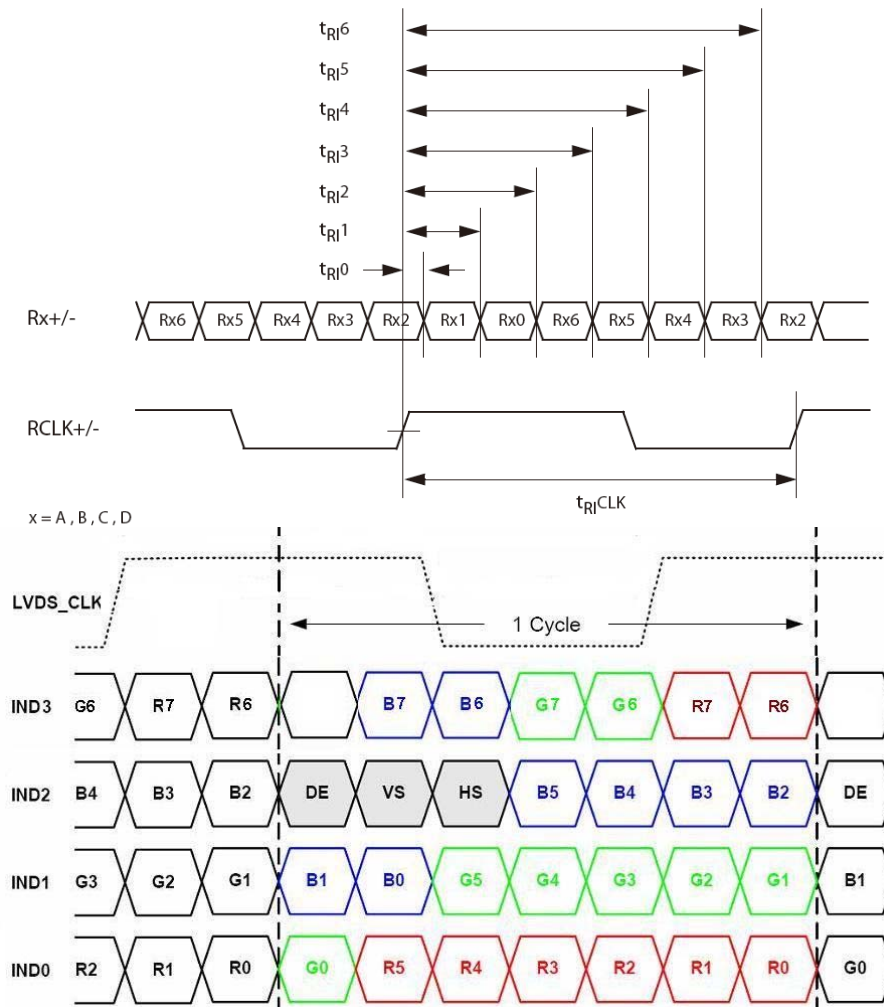 tRI6
tRI5
tRI4
tRI3
tRI2
tRI1
tRI0
Rx+/- Rx6 Rx5 Rx4 Rx3 Rx2 Rx1 Rx0 Rx6 Rx5 Rx4 Rx3 Rx2
RCLK+/-
tRICLK
x = A , B , C , D
LVDS_CLK
1 Cycle
IND3 G6 R7 R6 B7 B6 G7 G6 R7 R6
IND2 B4 B3 B2 DE VS HS B5 B4 B3 B2 DE
IND1 G3 G2 G1 B1 B0 G5 G4 G3 G2 G1 B1
IND0 R2 R1 R0 G0 R5 R4 R3 R2 R1 R0 G0